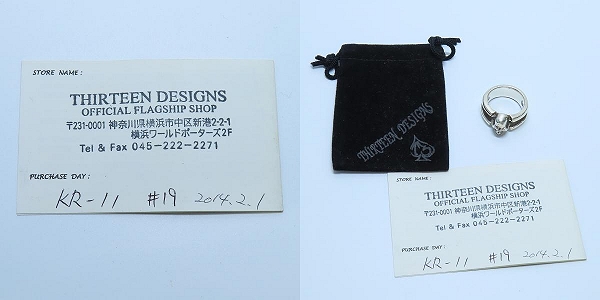 STORE NAME:
THIRTEEN DESIGNS
OFFICIAL FLAGSHIP SHOP
〒231-0001 神奈川県横浜市中区新港2-2-1
横浜ワールドポーターズ2F
Tel & Fax 045-222-2271
PURCHASE DAY:
KR-11 #19 2014.2.1
THIRTEEN DESIGNS
STORE NAME:
THIRTEEN DESIGNS
OFFICIAL FLAGSHIP SHOP
〒231-0001 神奈川県横浜市中区新港2-2-1
横浜ワールドポーターズ2F
Tel & Fax 045-222-2271
PURCHASE DAY:
KR-11 #19 2014.2.1